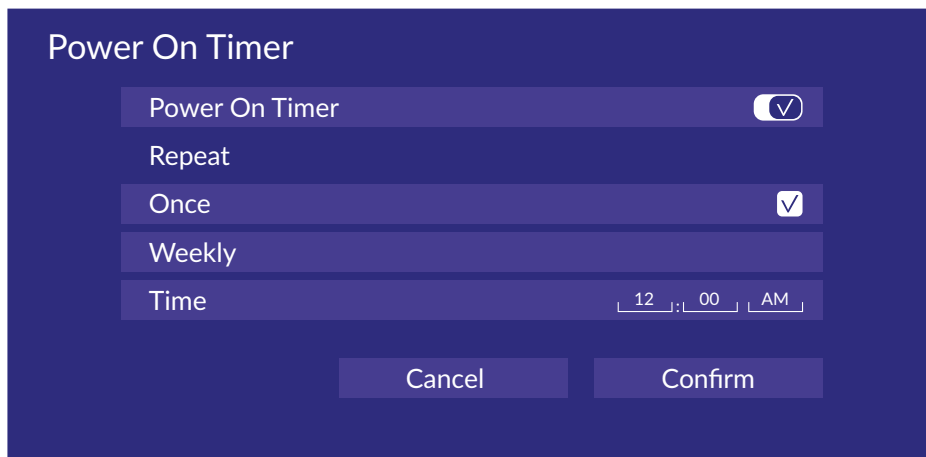 Power On Timer
Power On Timer
Repeat
Once
Weekly
Time 12 : 00 AM
Cancel Confirm